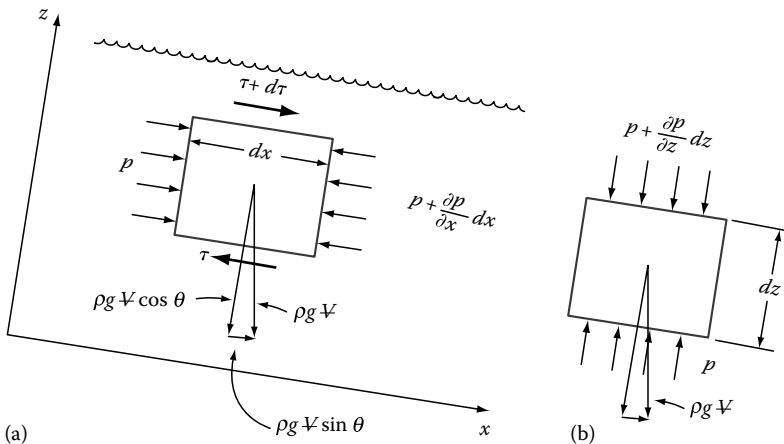 z
τ + dτ
dx
p
p + ∂p/∂x dx
τ
ρg V̶ cos θ
ρg V̶
ρg V̶ sin θ
x
(a)
p + ∂p/∂z dz
dz
p
ρg V̶
(b)